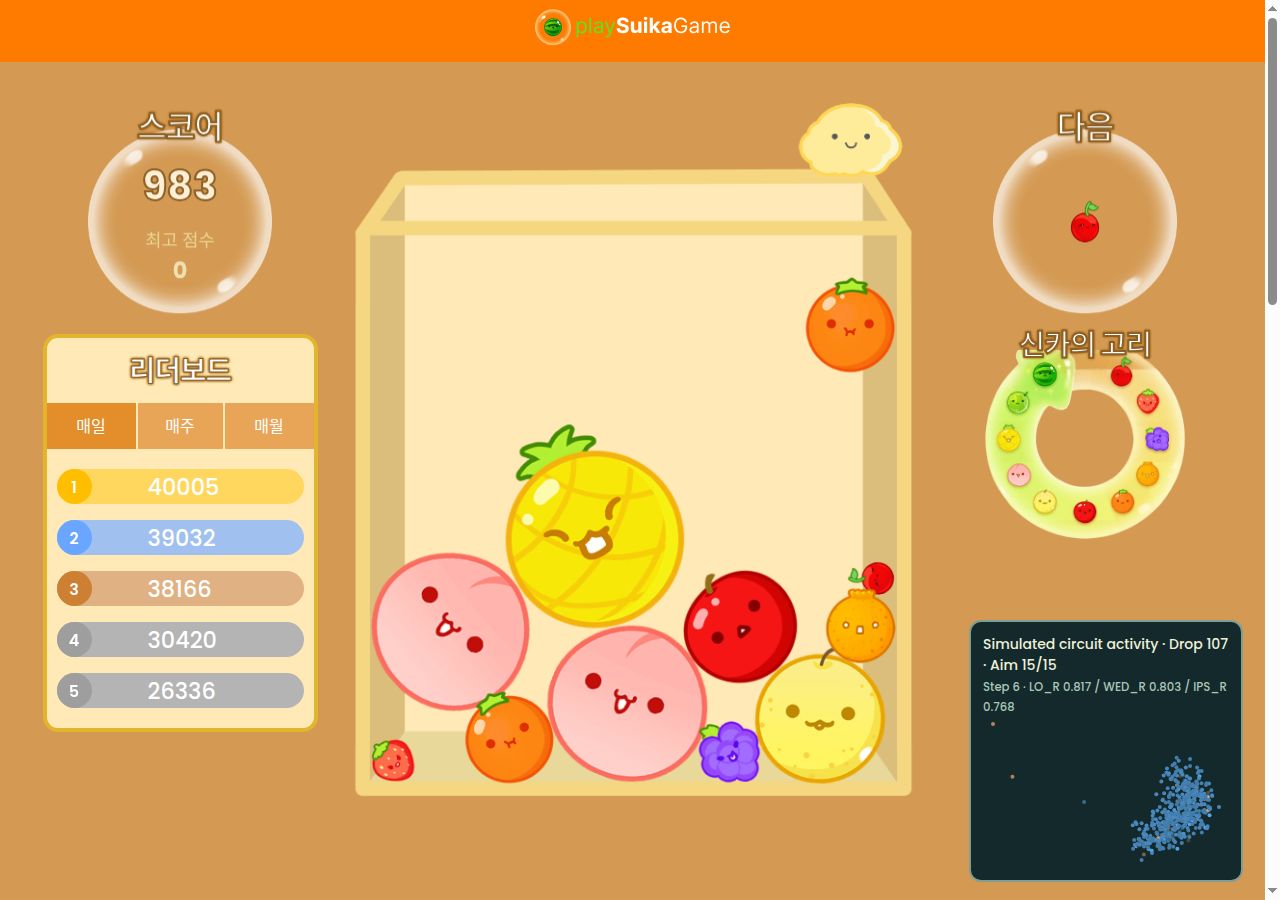 playSuikaGame
스코어
983
최고 점수
0
다음
신카의 고리
리더보드
매일 매주 매월
1 40005
2 39032
3 38166
4 30420
5 26336
Simulated circuit activity · Drop 107
· Aim 15/15
Step 6 · LO_R 0.817 / WED_R 0.803 / IPS_R
0.768